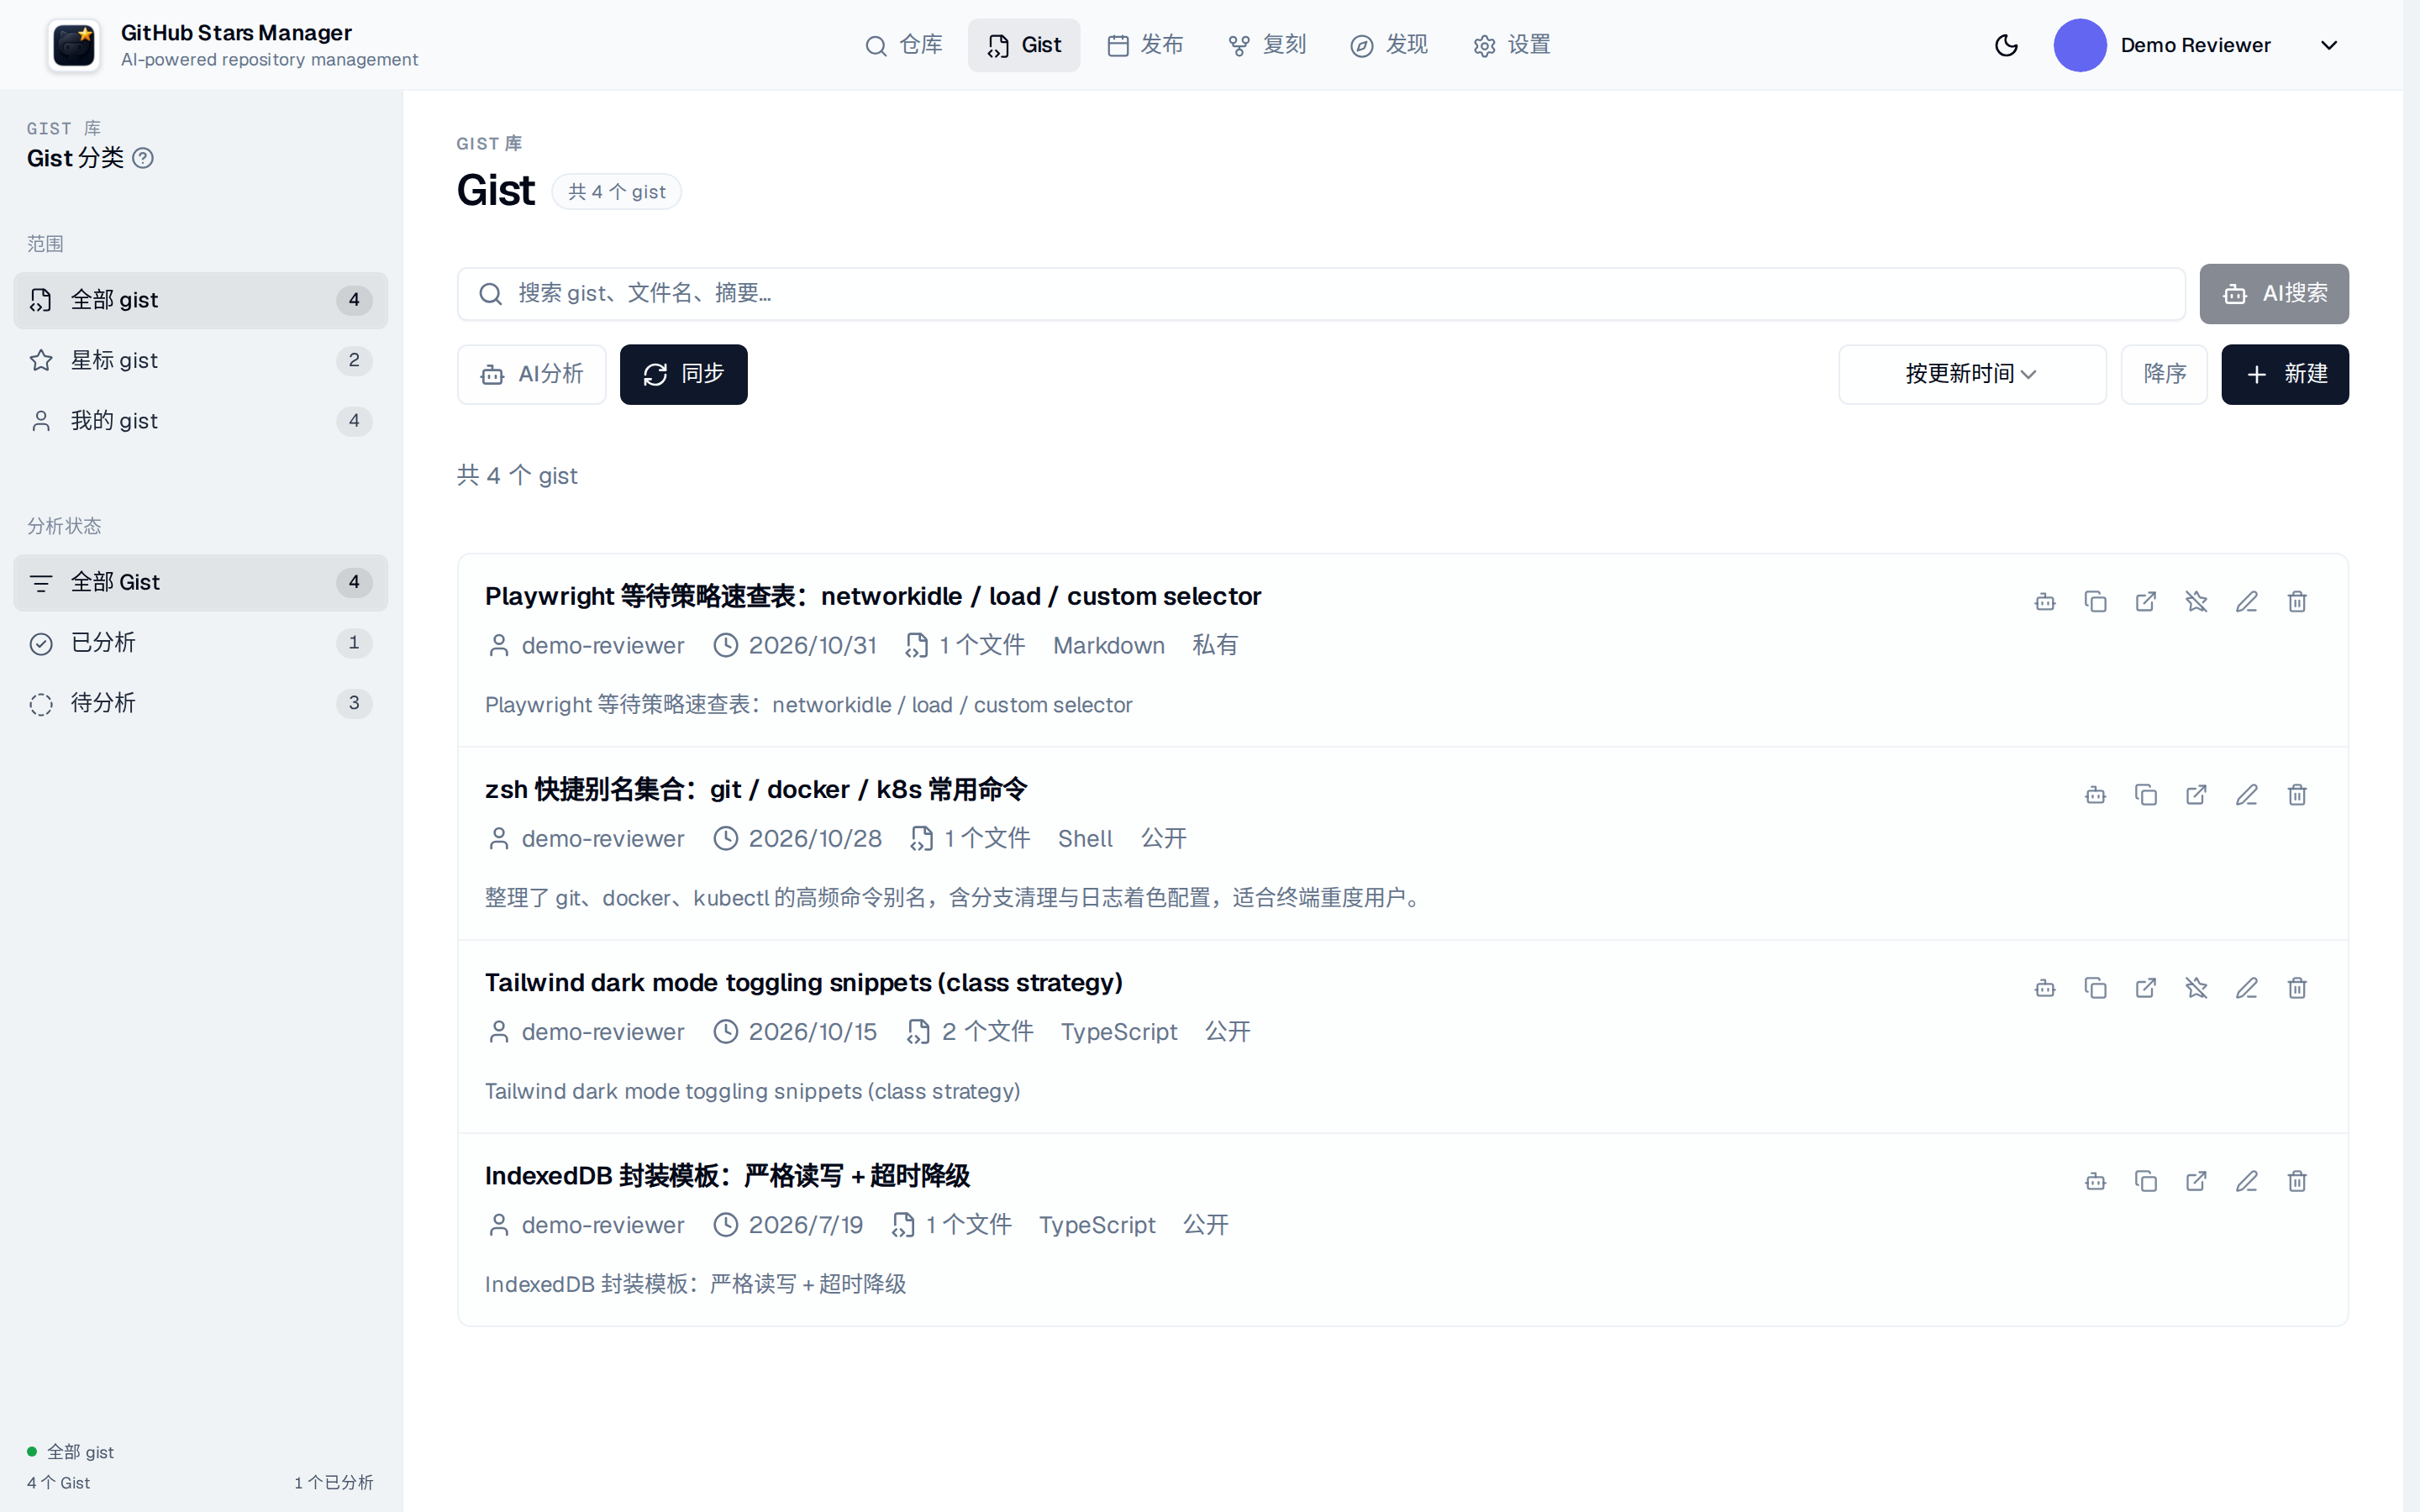 GitHub Stars Manager
AI-powered repository management
仓库
Gist
发布
复刻
发现
设置
Demo Reviewer
GIST 库
Gist 分类
范围
全部 gist 4
星标 gist 2
我的 gist 4
分析状态
全部 Gist 4
已分析 1
待分析 3
全部 gist
4 个 Gist
1 个已分析
GIST 库
Gist 共 4 个 gist
搜索 gist、文件名、摘要...
AI搜索
AI分析
同步
按更新时间
降序
新建
共 4 个 gist
Playwright 等待策略速查表：networkidle / load / custom selector
demo-reviewer 2026/10/31 1 个文件 Markdown 私有
Playwright 等待策略速查表：networkidle / load / custom selector
zsh 快捷别名集合：git / docker / k8s 常用命令
demo-reviewer 2026/10/28 1 个文件 Shell 公开
整理了 git、docker、kubectl 的高频命令别名，含分支清理与日志着色配置，适合终端重度用户。
Tailwind dark mode toggling snippets (class strategy)
demo-reviewer 2026/10/15 2 个文件 TypeScript 公开
Tailwind dark mode toggling snippets (class strategy)
IndexedDB 封装模板：严格读写 + 超时降级
demo-reviewer 2026/7/19 1 个文件 TypeScript 公开
IndexedDB 封装模板：严格读写 + 超时降级